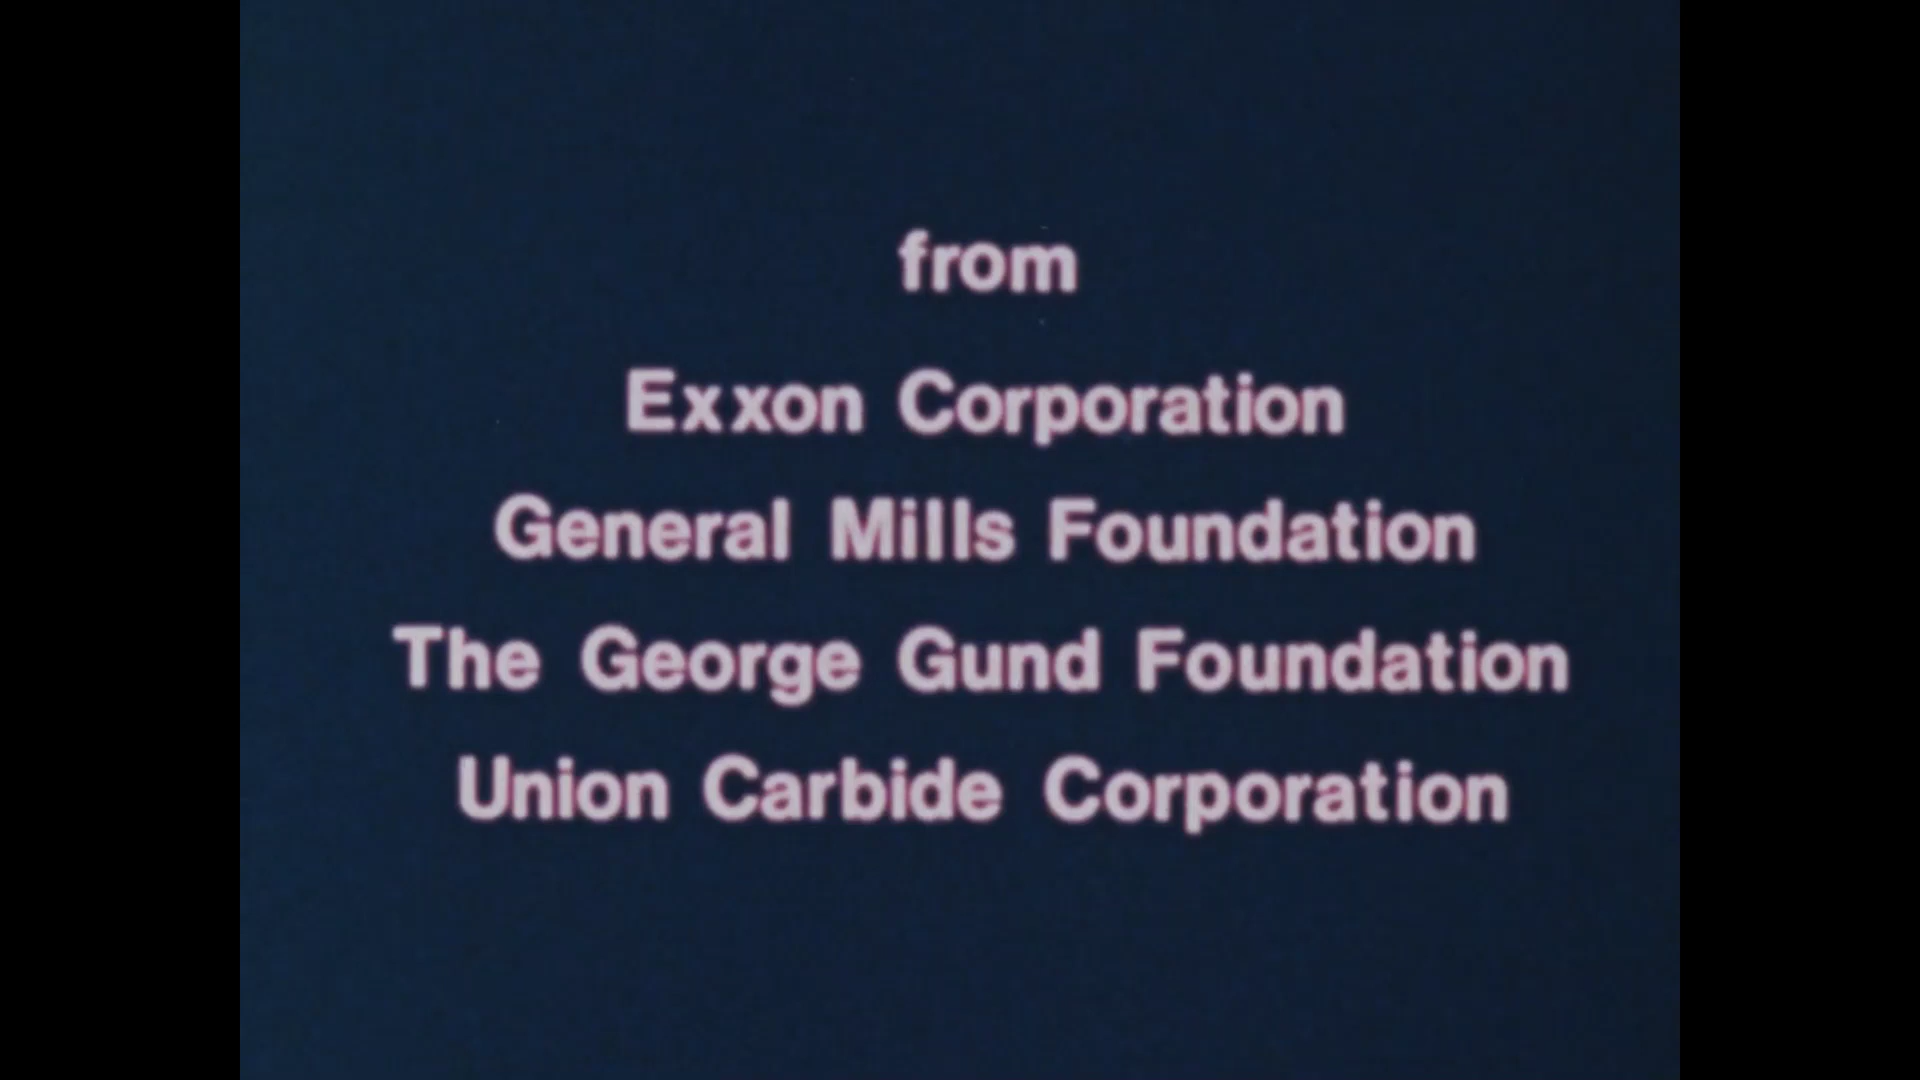 from
Exxon Corporation
General Mills Foundation
The George Gund Foundation
Union Carbide Corporation